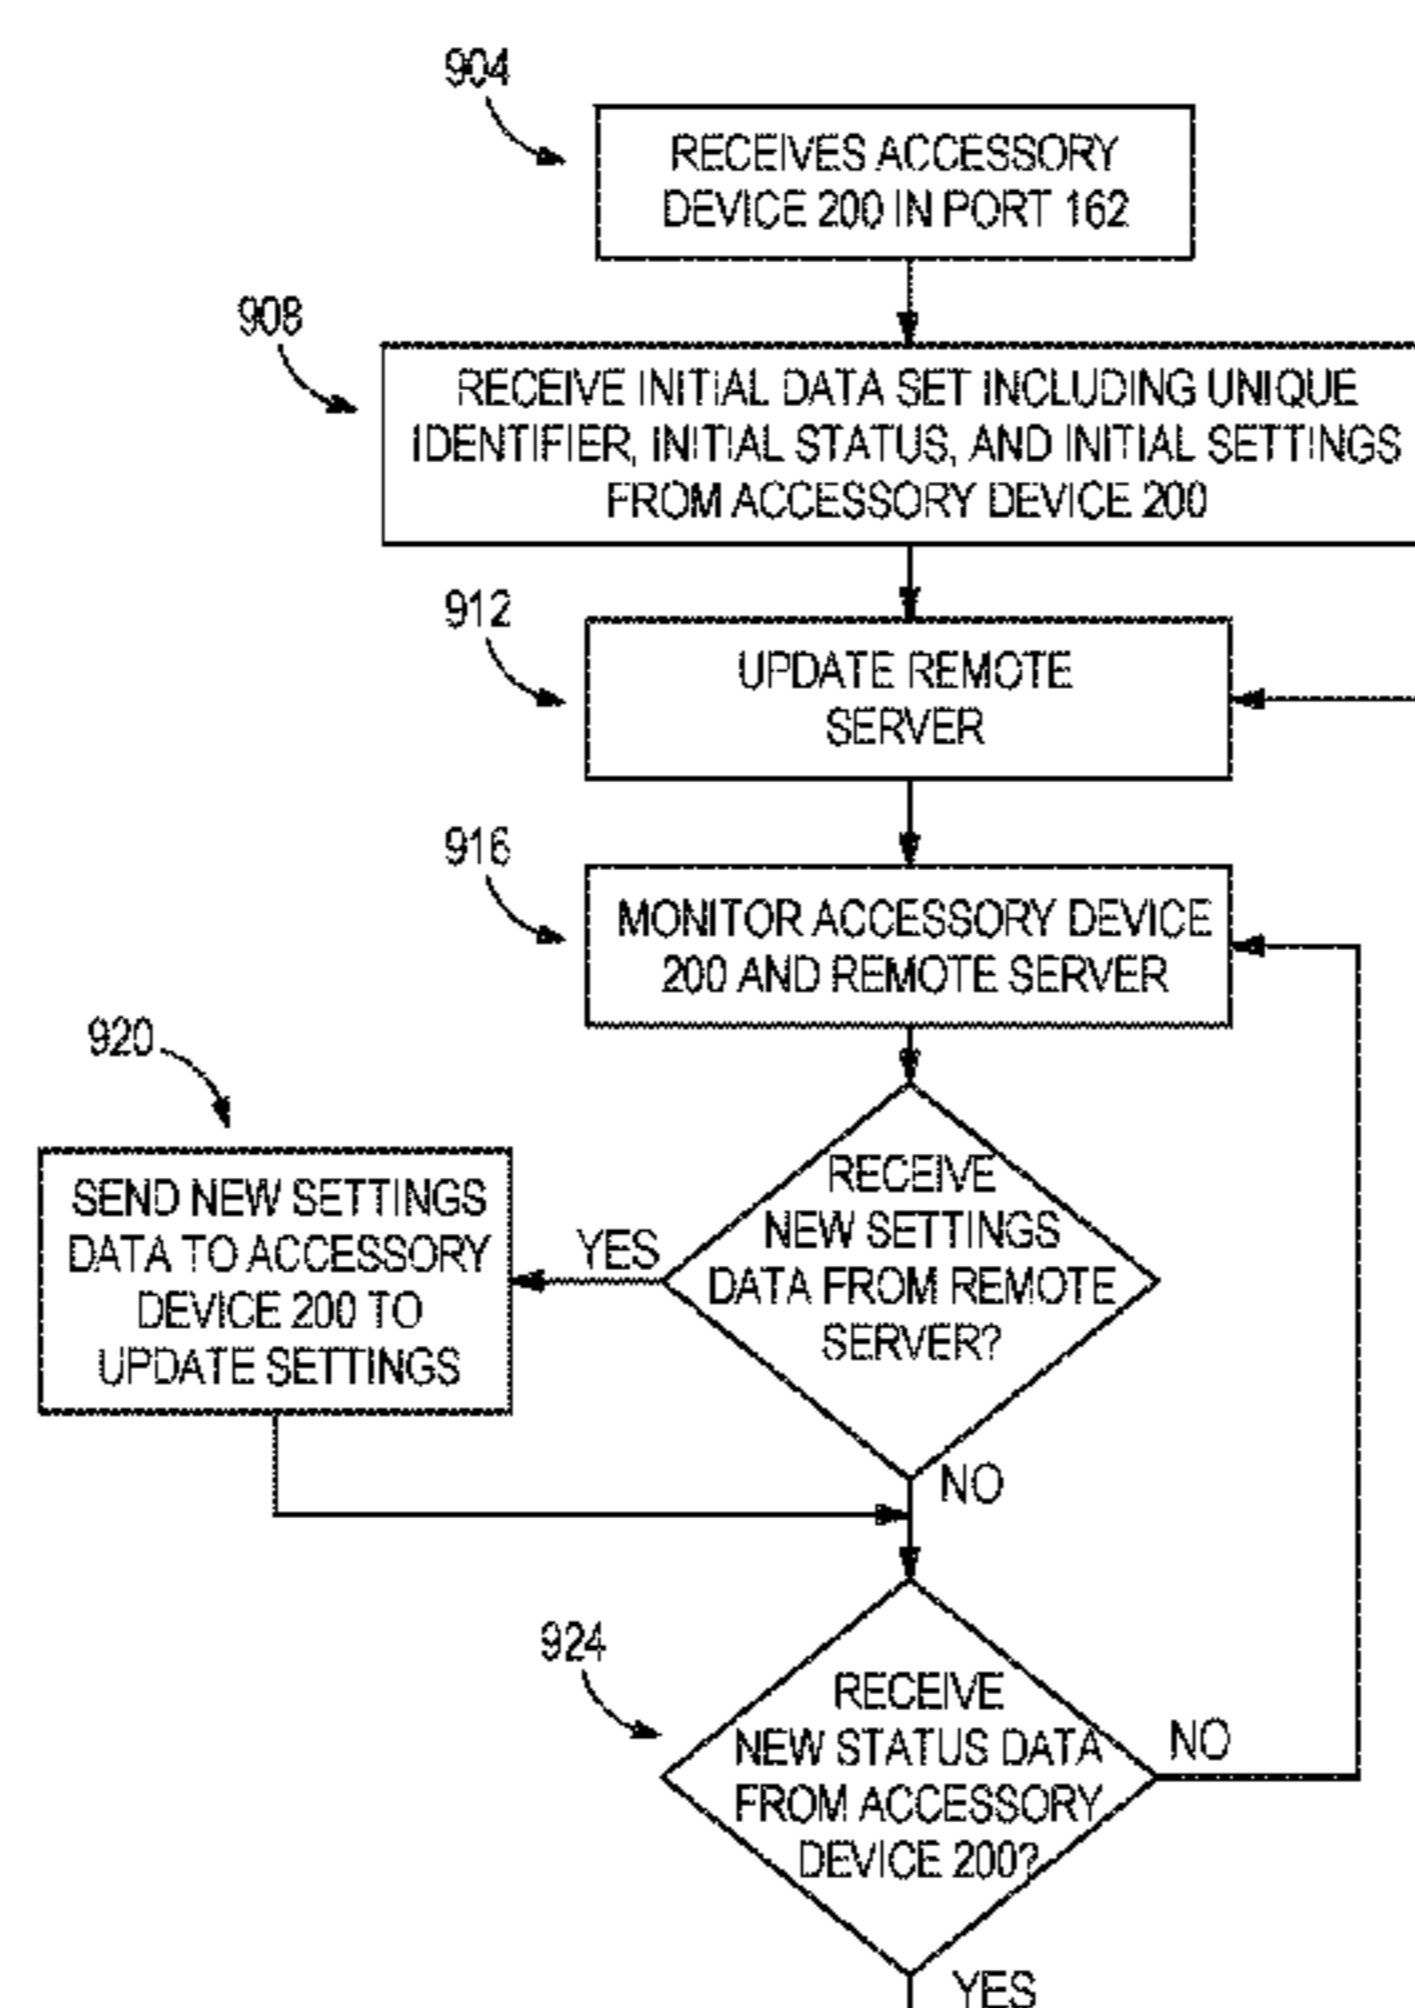 904
RECEIVES ACCESSORY
DEVICE 200 IN PORT 162
908
RECEIVE INITIAL DATA SET INCLUDING UNIQUE
IDENTIFIER, INITIAL STATUS, AND INITIAL SETTINGS
FROM ACCESSORY DEVICE 200
912
UPDATE REMOTE
SERVER
916
MONITOR ACCESSORY DEVICE
200 AND REMOTE SERVER
920
SEND NEW SETTINGS
DATA TO ACCESSORY
DEVICE 200 TO
UPDATE SETTINGS
YES
RECEIVE
NEW SETTINGS
DATA FROM REMOTE
SERVER?
NO
924
RECEIVE
NEW STATUS DATA
FROM ACCESSORY
DEVICE 200?
NO
YES